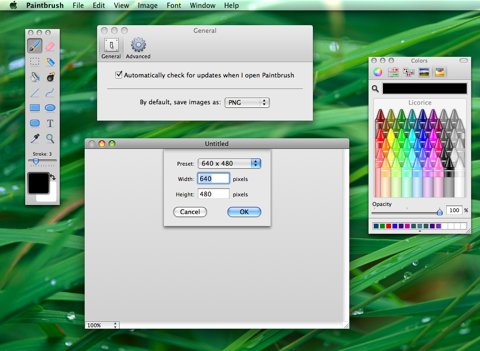 Paintbrush File Edit View Image Font Window Help
General
General Advanced
Automatically check for updates when I open Paintbrush
By default, save images as: PNG
Stroke: 3
T
Colors
Licorice
Opacity
100 %
Untitled
Preset: 640 x 480
Width: 640 pixels
Height: 480 pixels
Cancel OK
100%